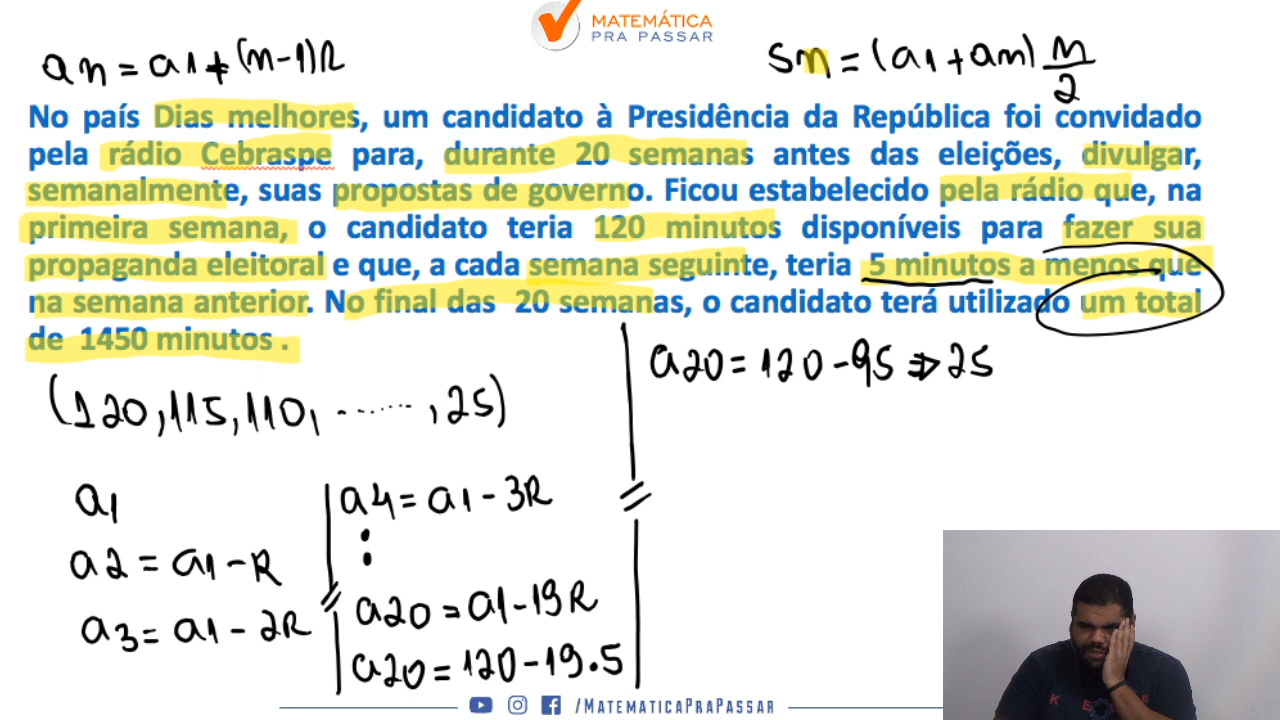 MATEMÁTICA
PRA PASSAR
an = a1 + (n-1)R
Sn = (a1 + an) n/2
No país Dias melhores, um candidato à Presidência da República foi convidado
pela rádio Cebraspe para, durante 20 semanas antes das eleições, divulgar,
semanalmente, suas propostas de governo. Ficou estabelecido pela rádio que, na
primeira semana, o candidato teria 120 minutos disponíveis para fazer sua
propaganda eleitoral e que, a cada semana seguinte, teria 5 minutos a menos que
na semana anterior. No final das 20 semanas, o candidato terá utilizado um total
de 1450 minutos .
(120,115,110, ........, 25)
a1
a2 = a1 - R
a3 = a1 - 2R
a4 = a1 - 3R
:
a20 = a1 - 19R
a20 = 120 - 19.5
a20 = 120 - 95 ⇒ 25
/MATEMATICAPRAPASSAR